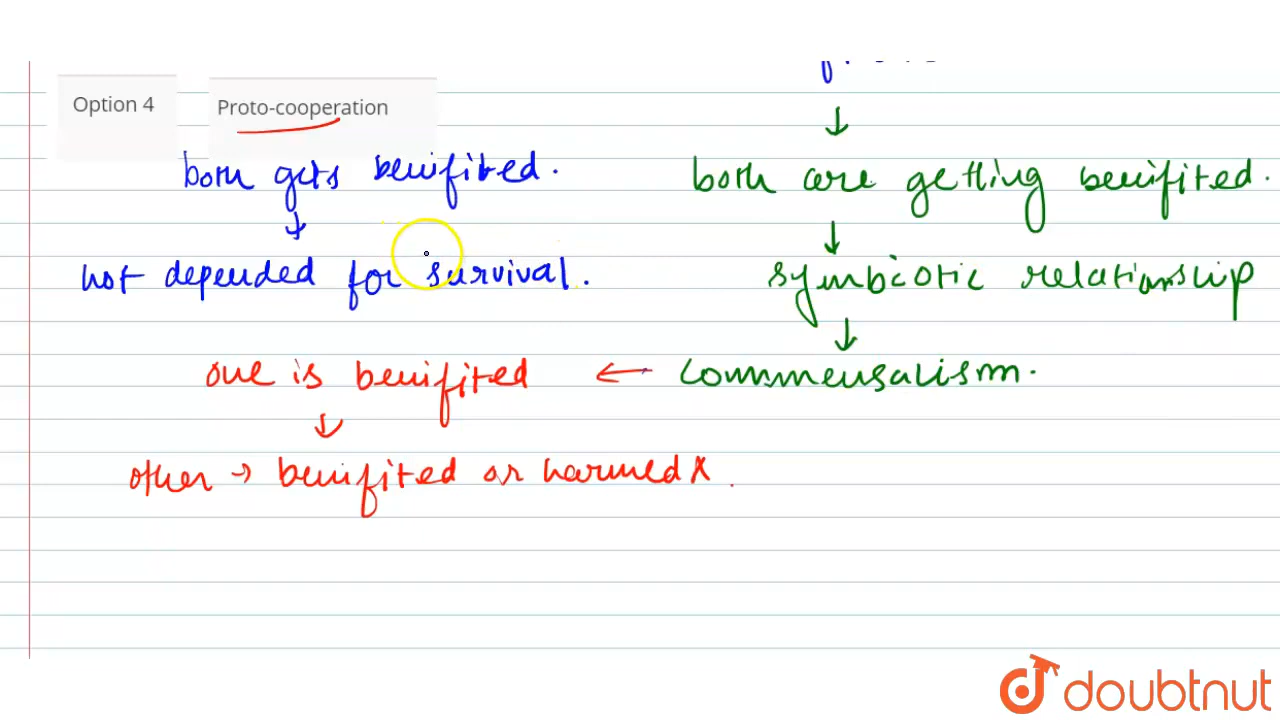 Option 4
Proto-cooperation
both gets benifited.
not depended for survival.
both are getting benifited.
symbiotic relationship
commensalism.
one is benifited
other → benifited or harmed x.
doubtnut